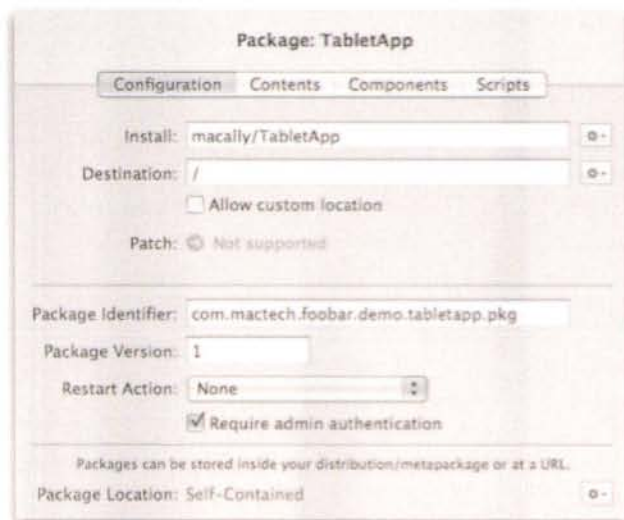 Package: TabletApp
Configuration Contents Components Scripts
Install: macally/TabletApp
Destination: /
Allow custom location
Patch: Not supported
Package Identifier: com.mactech.foobar.demo.tabletapp.pkg
Package Version: 1
Restart Action: None
Require admin authentication
Packages can be stored inside your distribution/metapackage or at a URL.
Package Location: Self-Contained